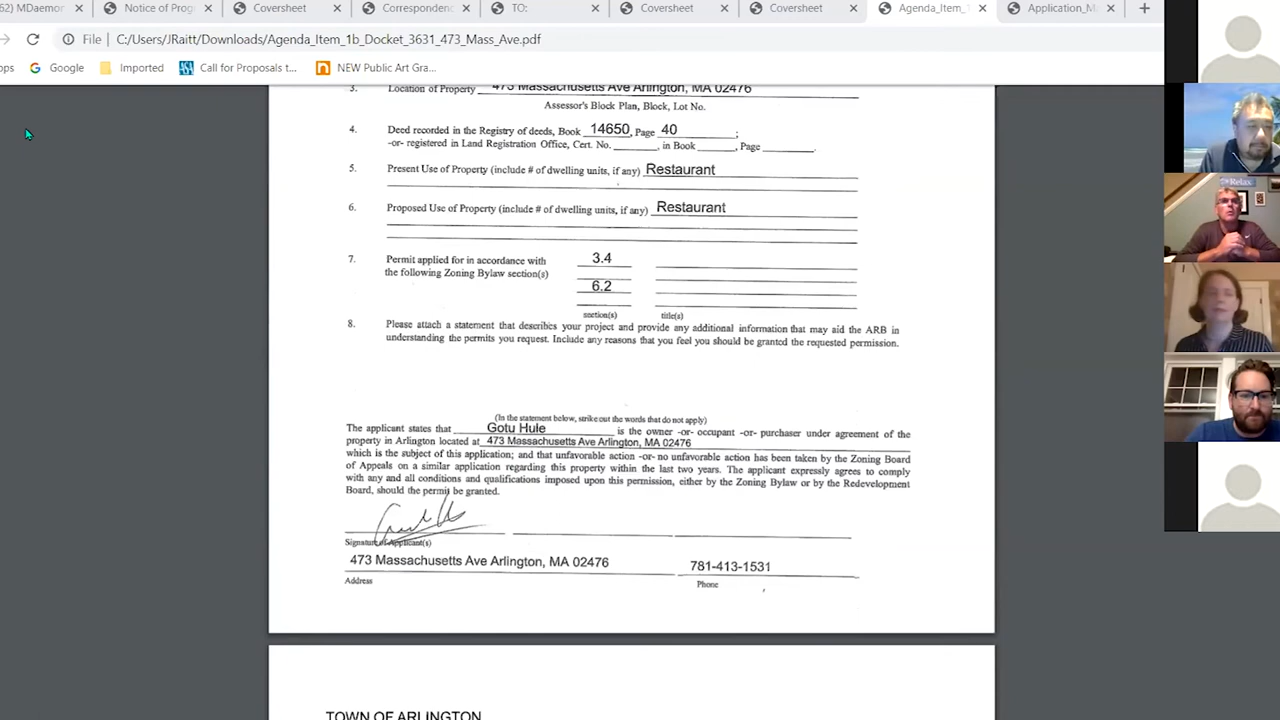 62) MDaemon
Notice of Prog
Coversheet
Correspondenc
TO:
Coversheet
Coversheet
Agenda_Item_1
Application_M
File C:/Users/JRaitt/Downloads/Agenda_Item_1b_Docket_3631_473_Mass_Ave.pdf
Google
Imported
Call for Proposals t...
NEW Public Art Gra...
3. Location of Property 473 Massachusetts Ave Arlington, MA 02476
Assessor's Block Plan, Block, Lot No.
4. Deed recorded in the Registry of deeds, Book 14650, Page 40 ;
-or- registered in Land Registration Office, Cert. No. ______, in Book ______, Page ________.
5. Present Use of Property (include # of dwelling units, if any) Restaurant
6. Proposed Use of Property (include # of dwelling units, if any) Restaurant
7. Permit applied for in accordance with 3.4
the following Zoning Bylaw section(s)
6.2
section(s) title(s)
8. Please attach a statement that describes your project and provide any additional information that may aid the ARB in
understanding the permits you request. Include any reasons that you feel you should be granted the requested permission.
(In the statement below, strike out the words that do not apply)
The applicant states that Gotu Hule is the owner -or- occupant -or- purchaser under agreement of the
property in Arlington located at 473 Massachusetts Ave Arlington, MA 02476
which is the subject of this application; and that unfavorable action -or- no unfavorable action has been taken by the Zoning Board
of Appeals on a similar application regarding this property within the last two years. The applicant expressly agrees to comply
with any and all conditions and qualifications imposed upon this permission, either by the Zoning Bylaw or by the Redevelopment
Board, should the permit be granted.
Signature of Applicant(s)
473 Massachusetts Ave Arlington, MA 02476 781-413-1531
Address Phone
TOWN OF ARLINGTON
Relax